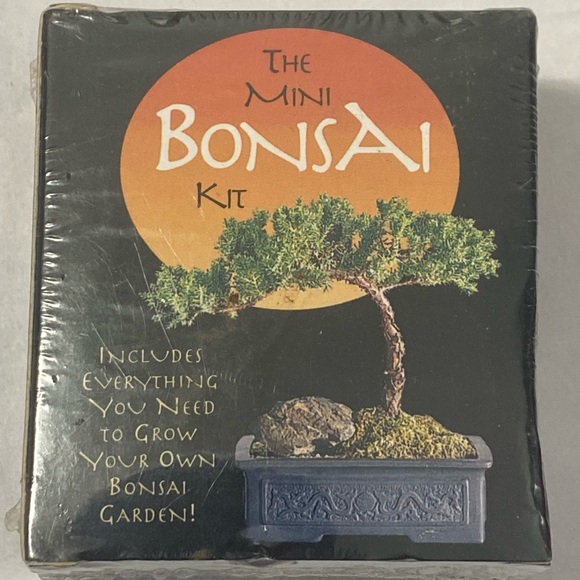 The
Mini
Bonsai
Kit
Includes
Everything
You Need
to Grow
Your Own
Bonsai
Garden!